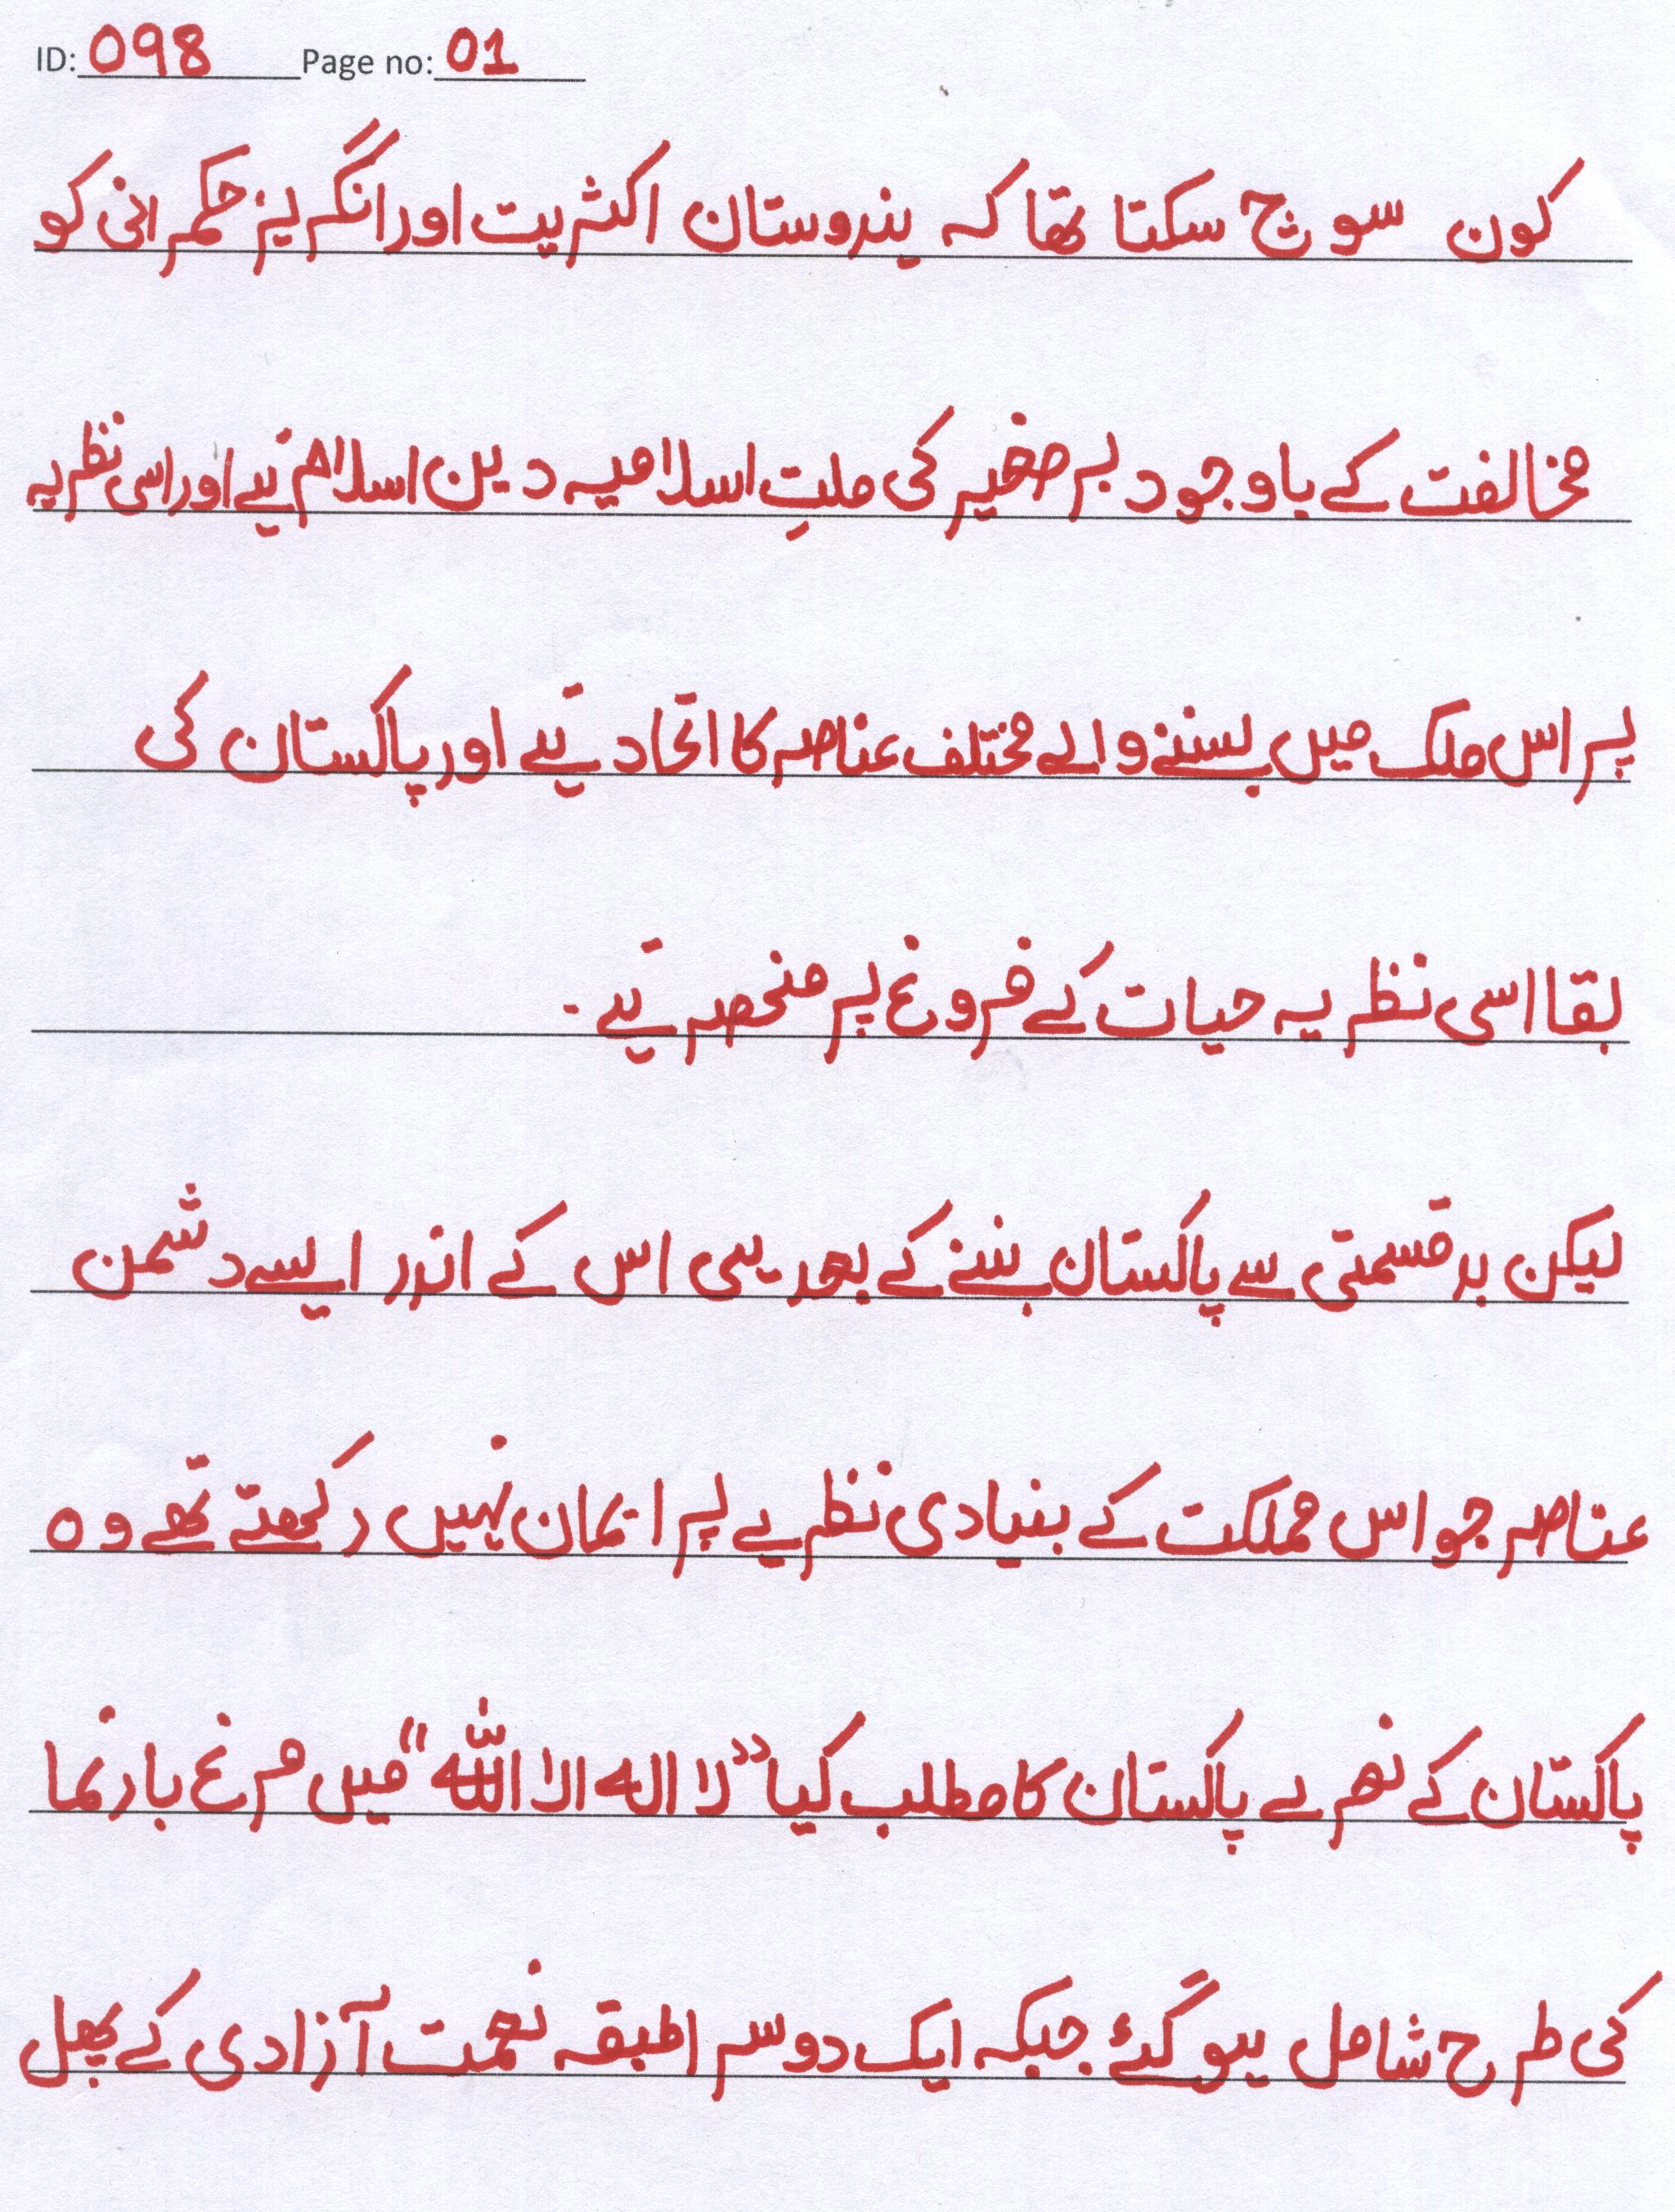 ID: 098 Page no: 01
کون سوچ سکتا تھا کہ ہندوستان اکثریت اور انگریز حکمرانی کو
مخالفت کے باوجود برصغیر کی ملتِ اسلامیہ دین اسلام ہے اور اسی نظریہ
پر اس ملک میں بسننے والے مختلف عناصر کا اتحاد ہے اور پاکستان کی
بقا اسی نظریہ حیات کے فروغ پر منحصر ہے۔
لیکن بدقسمتی سے پاکستان بننے کے بعد ہی اس کے اندر ایسے دشمن
عناصر جو اس مملکت کے بنیادی نظریے پر ایمان نہیں رکھتے تھے وہ
پاکستان کے نعرے پاکستان کا مطلب کیا "لا الہ الا اللّٰہ" میں مرغ بادنما
کی طرح شامل ہوگئے جبکہ ایک دوسرا طبقہ نعمت آزادی کے پھل